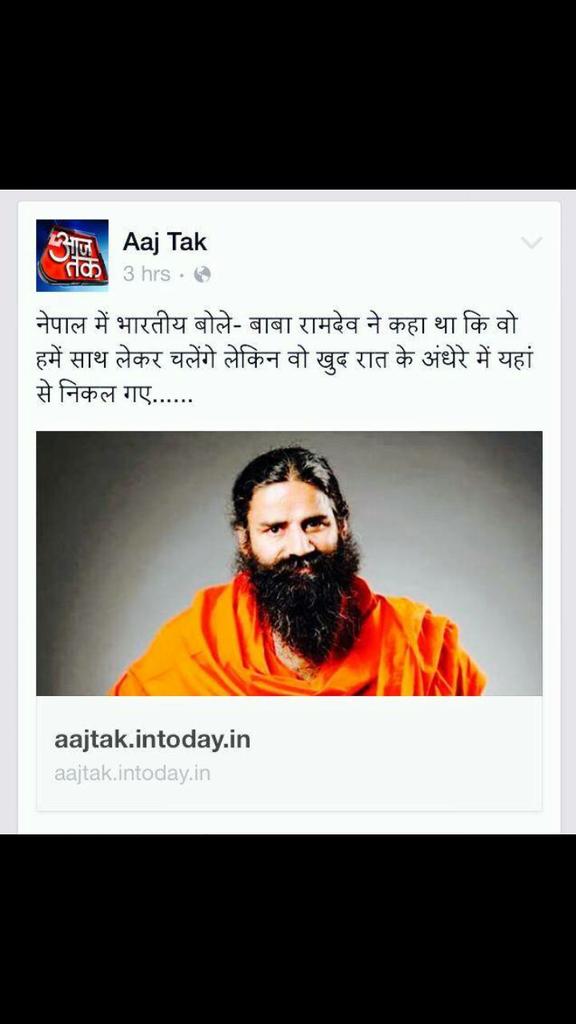 आज
तक
Aaj Tak
3 hrs ·
नेपाल में भारतीय बोले- बाबा रामदेव ने कहा था कि वो
हमें साथ लेकर चलेंगे लेकिन वो खुद रात के अंधेरे में यहां
से निकल गए......
aajtak.intoday.in
aajtak.intoday.in